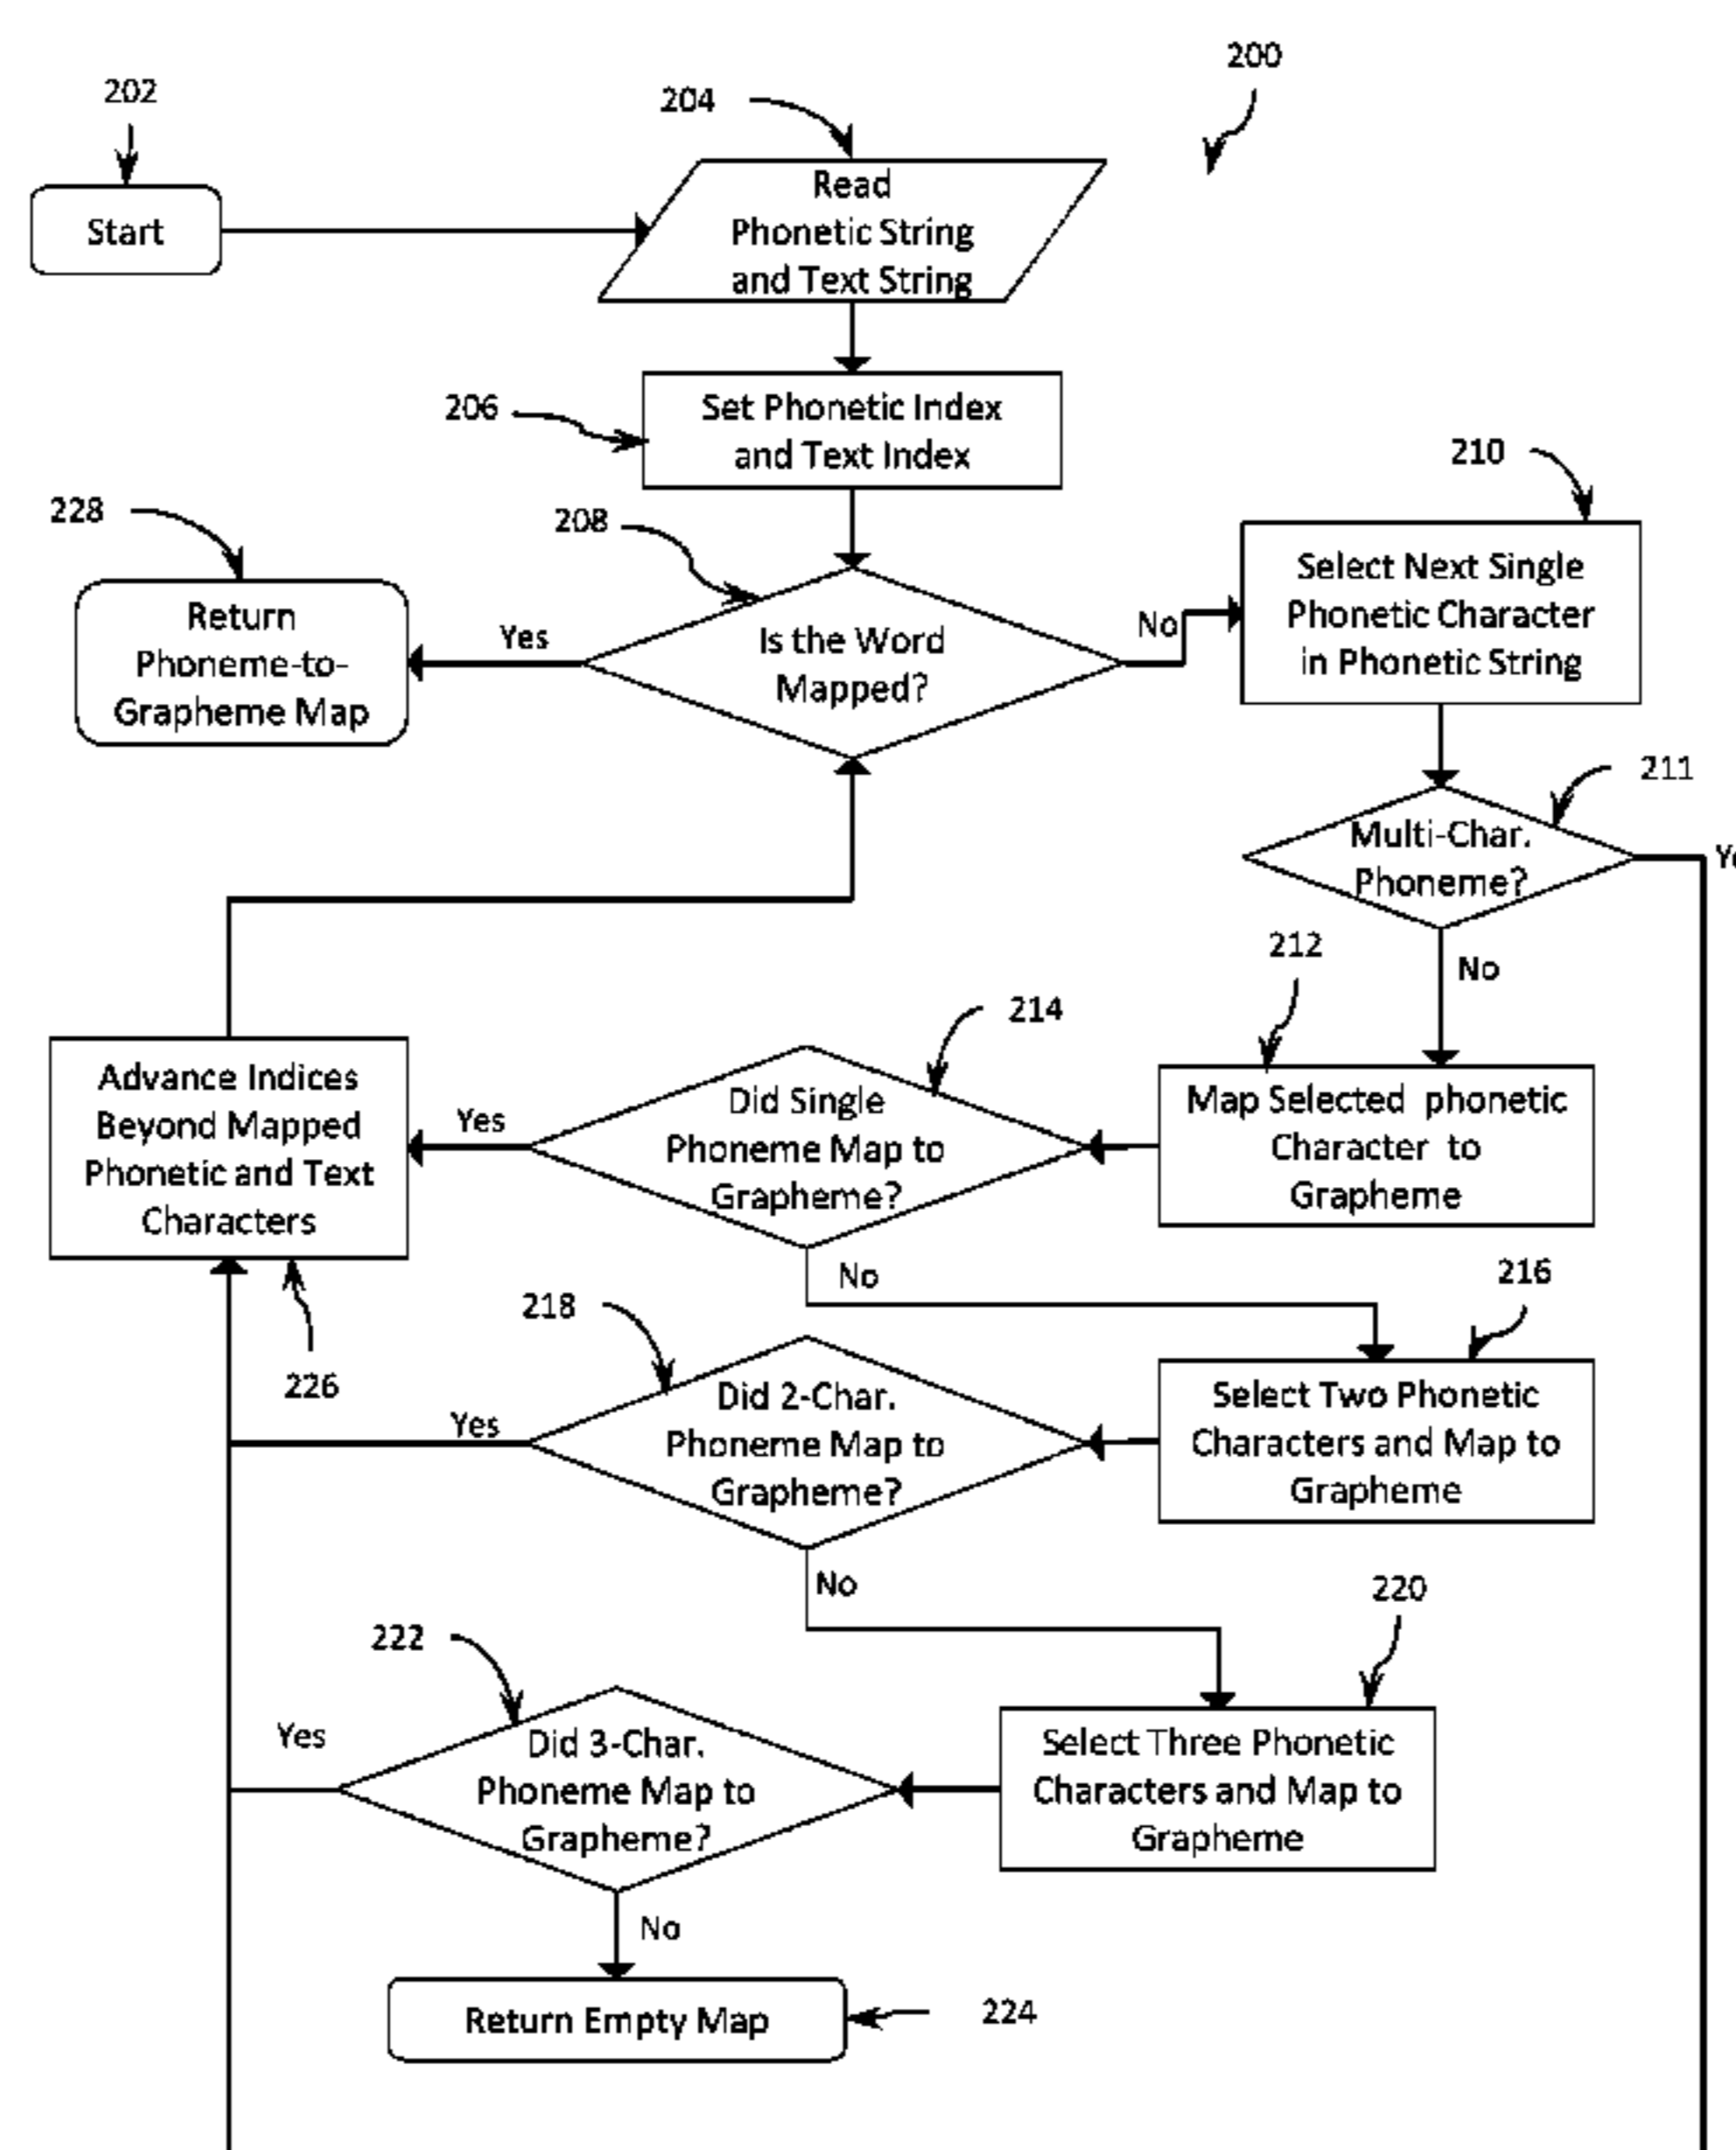 200
202
204
Start
Read
Phonetic String
and Text String
206
Set Phonetic Index
and Text Index
210
228
208
Select Next Single
Phonetic Character
in Phonetic String
Return
Phoneme-to-
Grapheme Map
Yes
Is the Word
Mapped?
No
211
Multi-Char.
Phoneme?
212
No
214
Advance Indices
Beyond Mapped
Phonetic and Text
Characters
Yes
Did Single
Phoneme Map to
Grapheme?
Map Selected phonetic
Character to
Grapheme
No
216
218
226
Yes
Did 2-Char.
Phoneme Map to
Grapheme?
Select Two Phonetic
Characters and Map to
Grapheme
No
220
222
Yes
Did 3-Char.
Phoneme Map to
Grapheme?
Select Three Phonetic
Characters and Map to
Grapheme
No
Return Empty Map
224